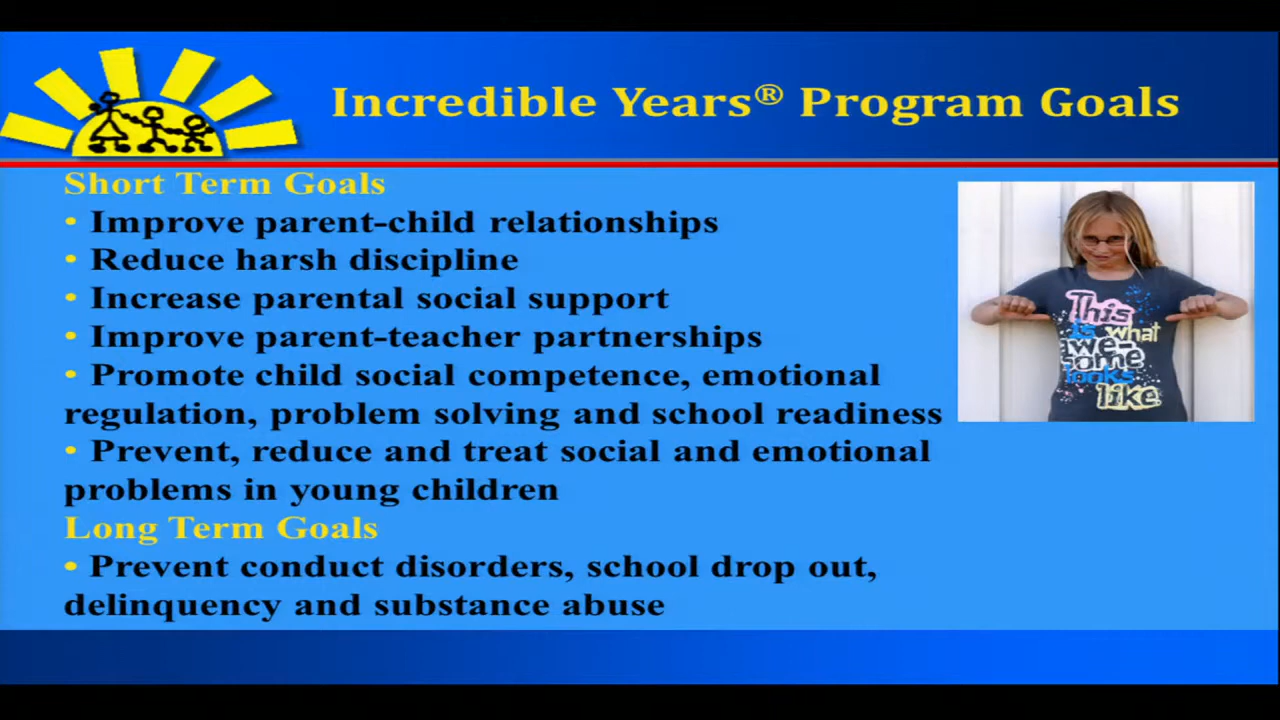 Incredible Years® Program Goals
Short Term Goals
• Improve parent-child relationships
• Reduce harsh discipline
• Increase parental social support
• Improve parent-teacher partnerships
• Promote child social competence, emotional
regulation, problem solving and school readiness
• Prevent, reduce and treat social and emotional
problems in young children
Long Term Goals
• Prevent conduct disorders, school drop out,
delinquency and substance abuse
This
is what
awe-
some
looks
like